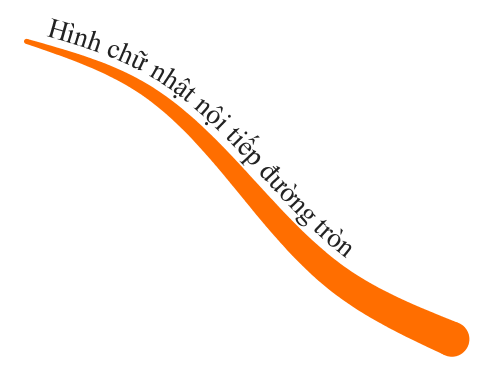 Hình chữ nhật nội tiếp đường tròn